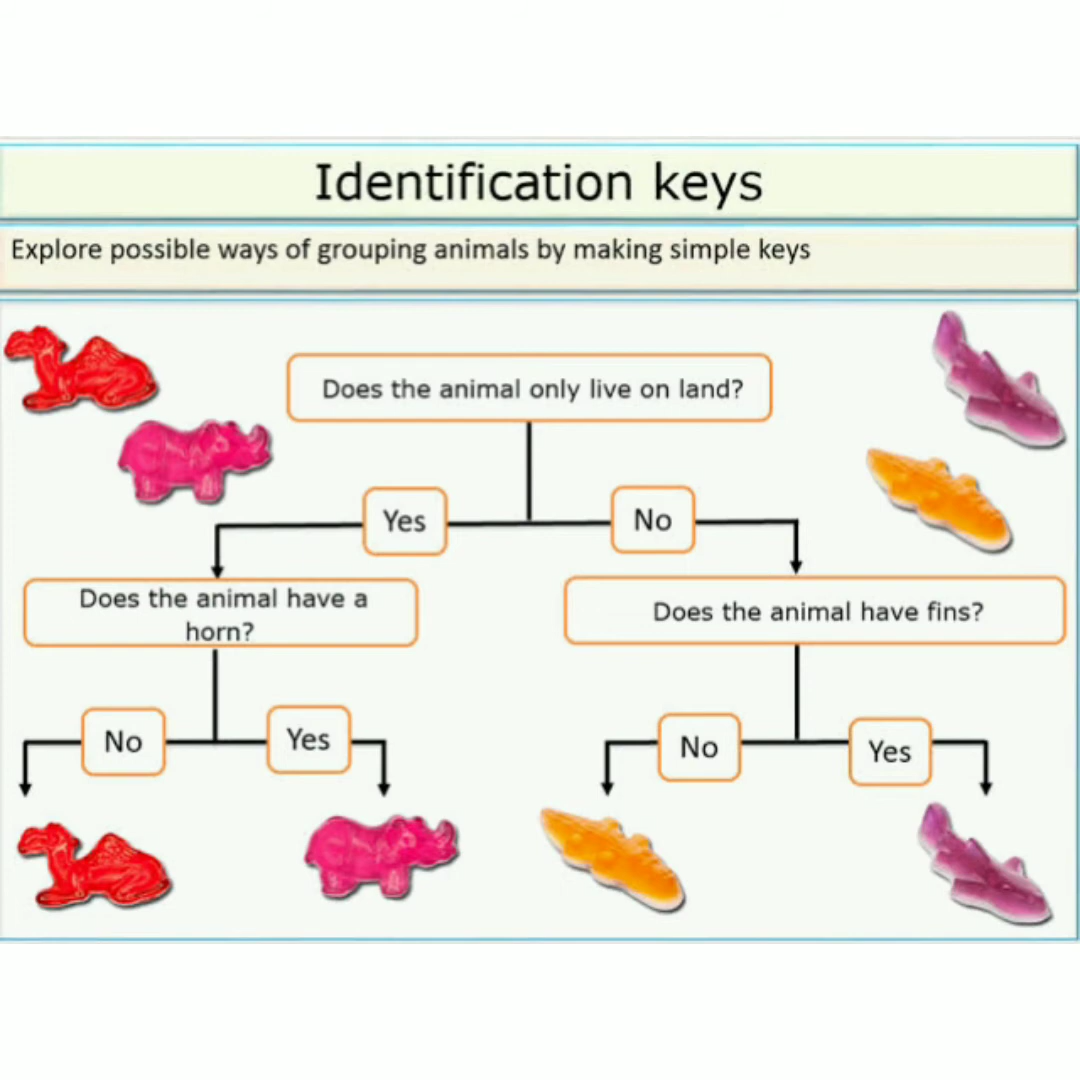 Identification keys
Explore possible ways of grouping animals by making simple keys
Does the animal only live on land?
Yes
No
Does the animal have a
horn?
Does the animal have fins?
No
Yes
No
Yes